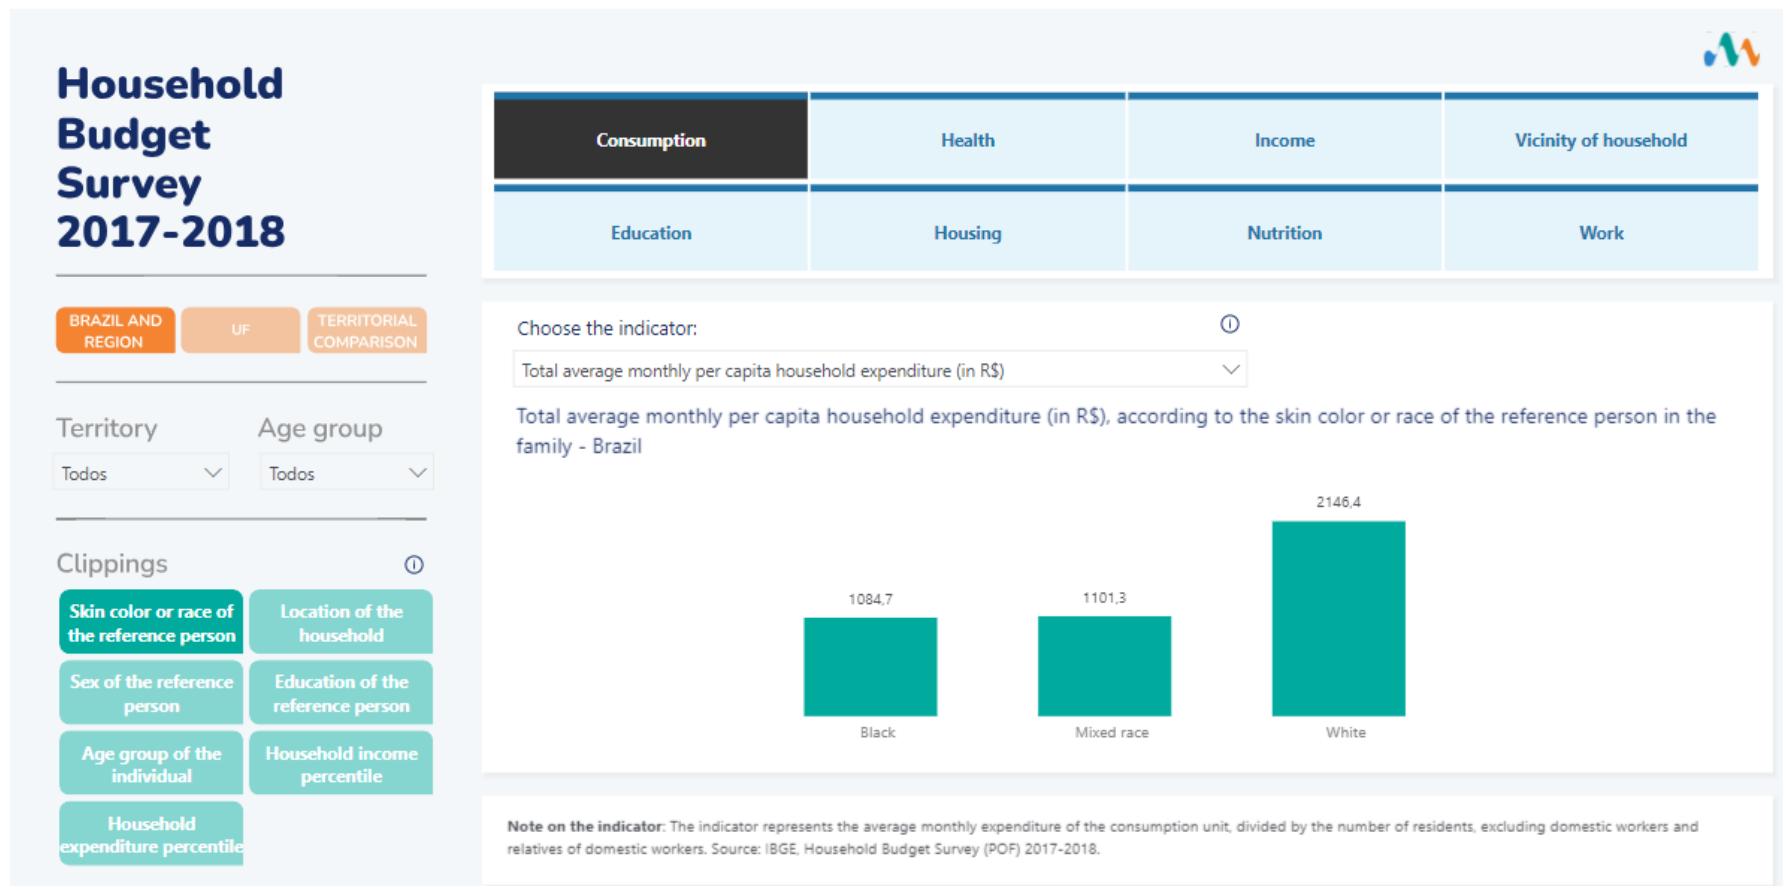 Household
Budget
Survey
2017-2018
BRAZIL AND
REGION
UF
TERRITORIAL
COMPARISON
Territory
Age group
Todos
Todos
Clippings
Skin color or race of
the reference person
Location of the
household
Sex of the reference
person
Education of the
reference person
Age group of the
individual
Household income
percentile
Household
expenditure percentile
Consumption
Health
Income
Vicinity of household
Education
Housing
Nutrition
Work
Choose the indicator:
Total average monthly per capita household expenditure (in R$)
Total average monthly per capita household expenditure (in R$), according to the skin color or race of the reference person in the
family - Brazil
1084,7
1101,3
2146,4
Black
Mixed race
White
Note on the indicator: The indicator represents the average monthly expenditure of the consumption unit, divided by the number of residents, excluding domestic workers and
relatives of domestic workers. Source: IBGE, Household Budget Survey (POF) 2017-2018.